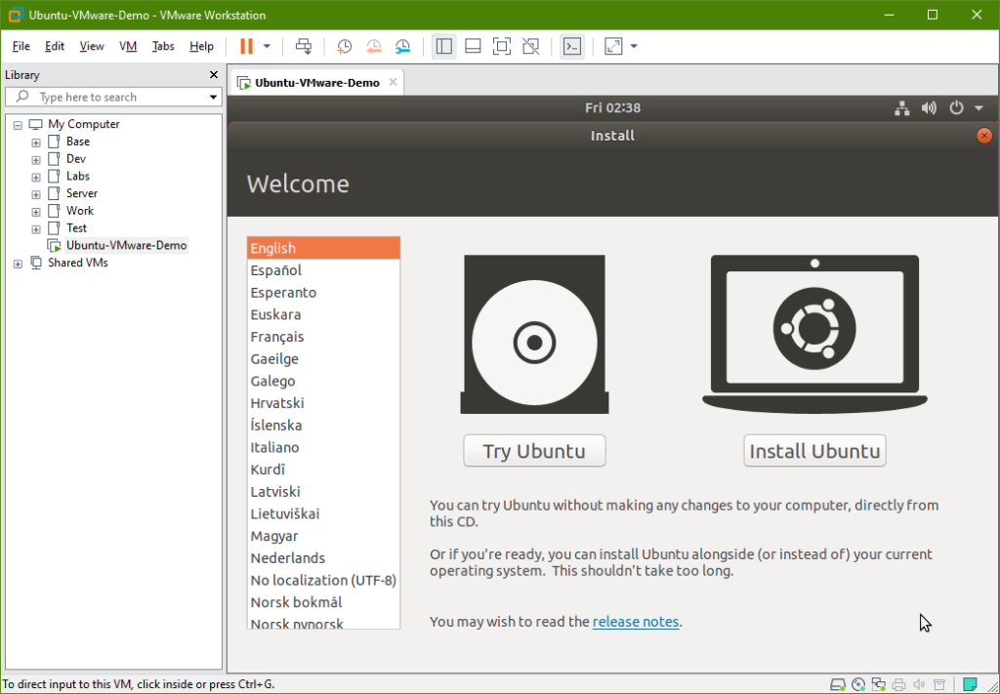 Ubuntu-VMware-Demo - VMware Workstation
File Edit View VM Tabs Help
Library
Type here to search
My Computer
Base
Dev
Labs
Server
Work
Test
Ubuntu-VMware-Demo
Shared VMs
Ubuntu-VMware-Demo
Fri 02:38
Install
Welcome
English
Español
Esperanto
Euskara
Français
Gaeilge
Galego
Hrvatski
Íslenska
Italiano
Kurdî
Latviski
Lietuviškai
Magyar
Nederlands
No localization (UTF-8)
Norsk bokmål
Norsk nynorsk
Try Ubuntu
Install Ubuntu
You can try Ubuntu without making any changes to your computer, directly from
this CD.
Or if you're ready, you can install Ubuntu alongside (or instead of) your current
operating system. This shouldn't take too long.
You may wish to read the release notes.
To direct input to this VM, click inside or press Ctrl+G.